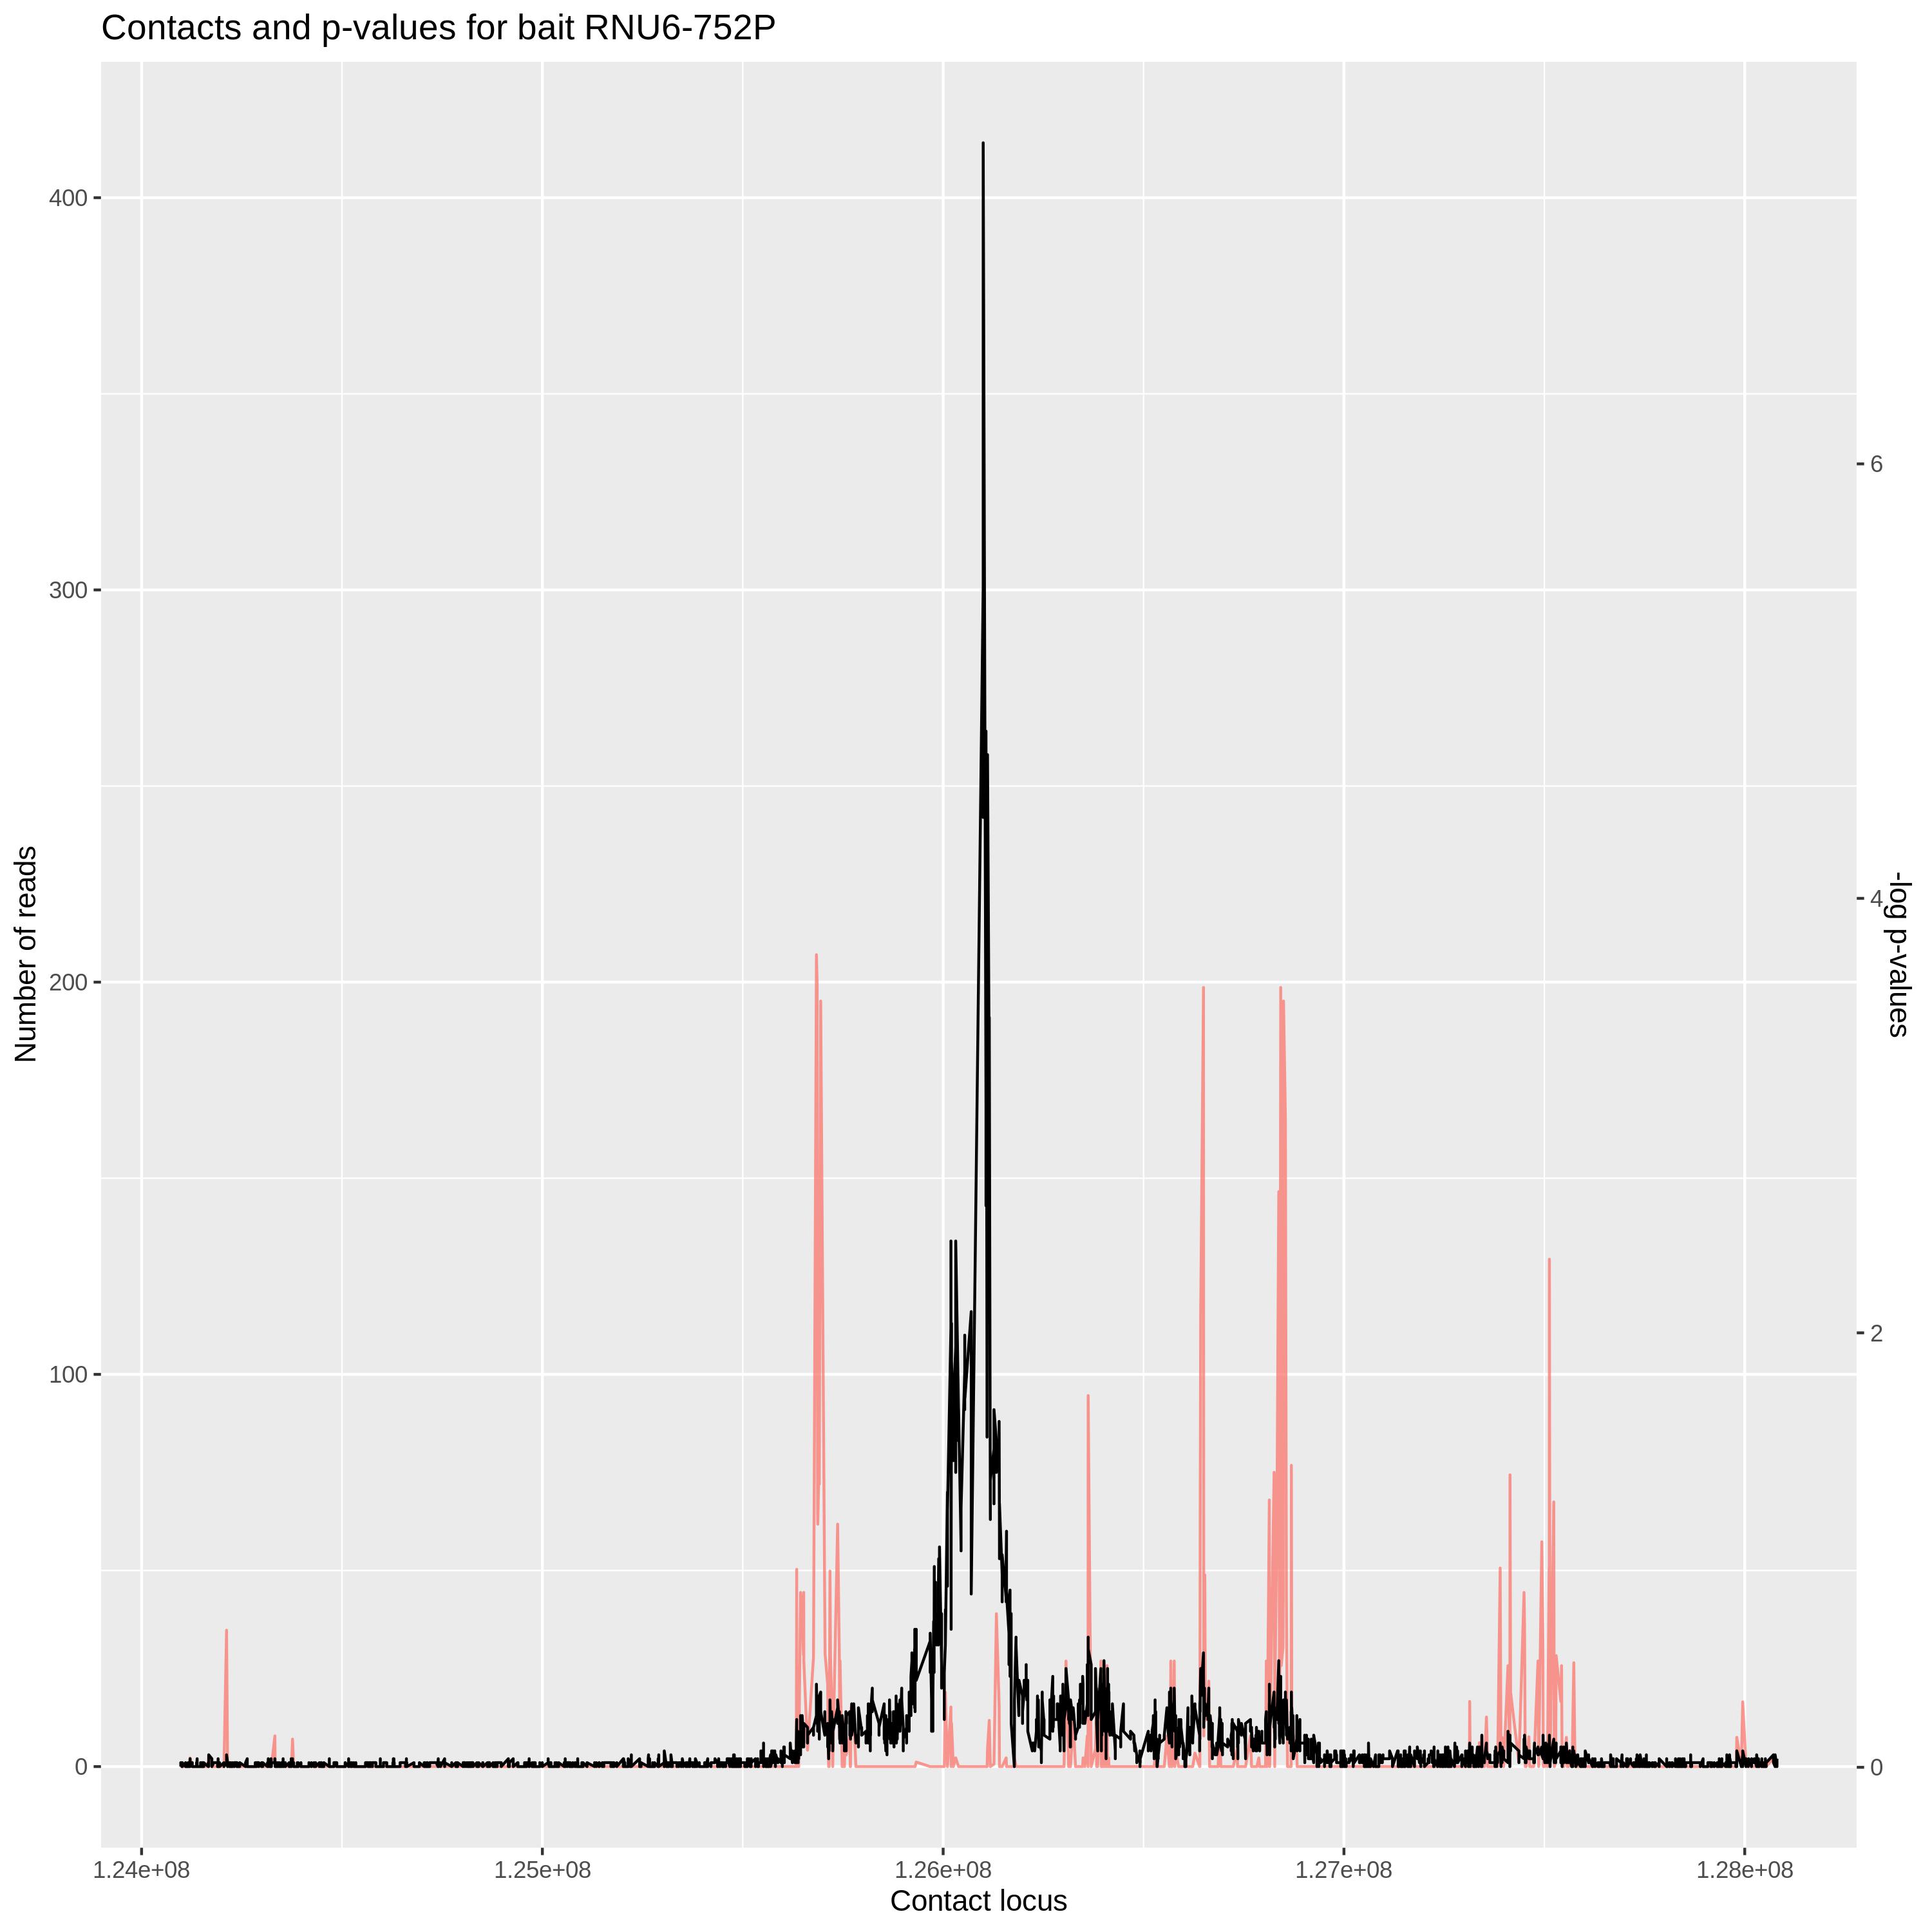 Contacts and p-values for bait RNU6-752P
400
300
200
100
0
Number of reads
6
4
2
0
-log p-values
1.24e+08
1.25e+08
1.26e+08
1.27e+08
1.28e+08
Contact locus